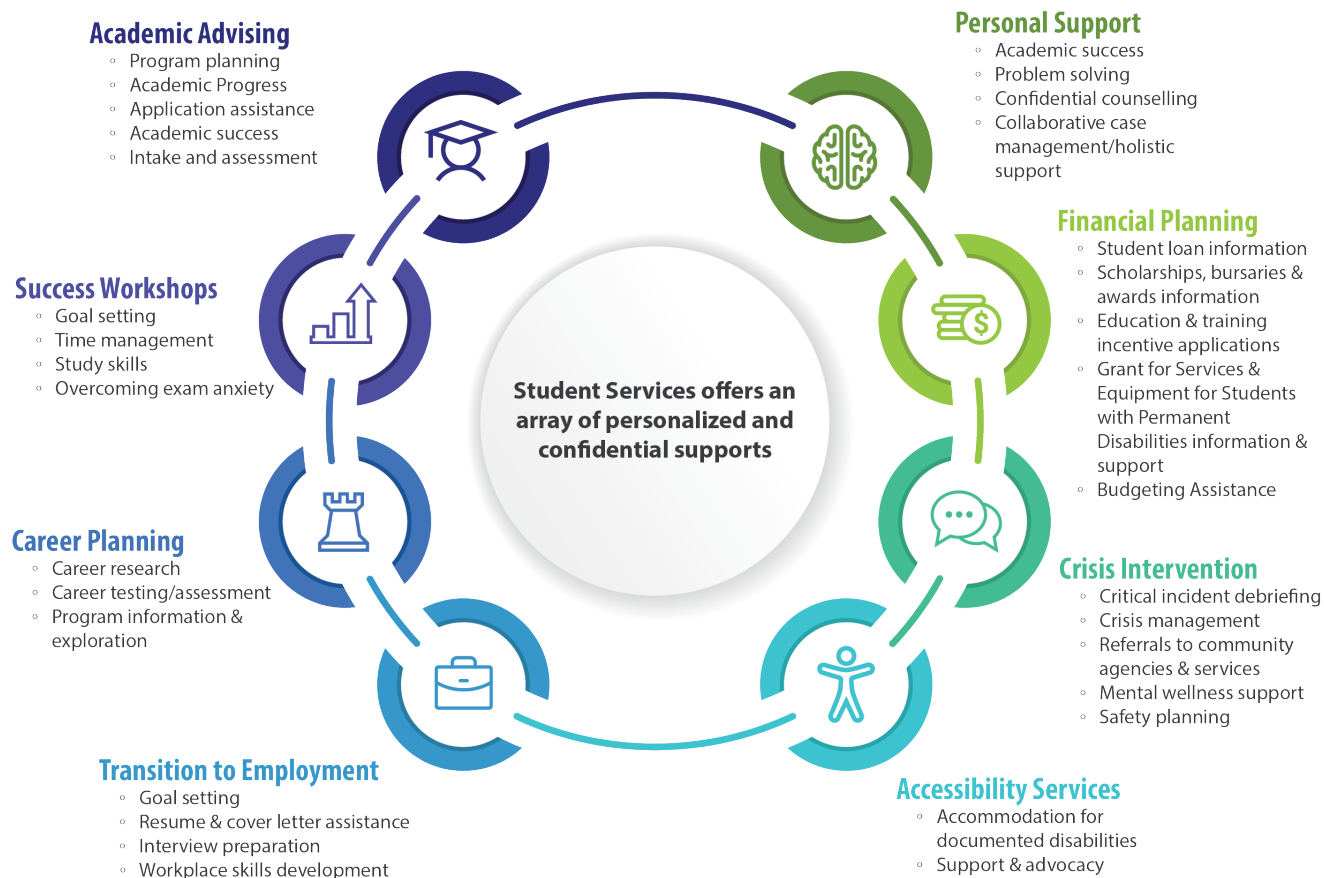 Academic Advising
◦ Program planning
◦ Academic Progress
◦ Application assistance
◦ Academic success
◦ Intake and assessment
Personal Support
◦ Academic success
◦ Problem solving
◦ Confidential counselling
◦ Collaborative case
management/holistic
support
Success Workshops
◦ Goal setting
◦ Time management
◦ Study skills
◦ Overcoming exam anxiety
Financial Planning
◦ Student loan information
◦ Scholarships, bursaries &
awards information
◦ Education & training
incentive applications
◦ Grant for Services &
Equipment for Students
with Permanent
Disabilities information &
support
◦ Budgeting Assistance
$
Student Services offers an
array of personalized and
confidential supports
Career Planning
◦ Career research
◦ Career testing/assessment
◦ Program information &
exploration
Crisis Intervention
◦ Critical incident debriefing
◦ Crisis management
◦ Referrals to community
agencies & services
◦ Mental wellness support
◦ Safety planning
Transition to Employment
◦ Goal setting
◦ Resume & cover letter assistance
◦ Interview preparation
◦ Workplace skills development
Accessibility Services
◦ Accommodation for
documented disabilities
◦ Support & advocacy